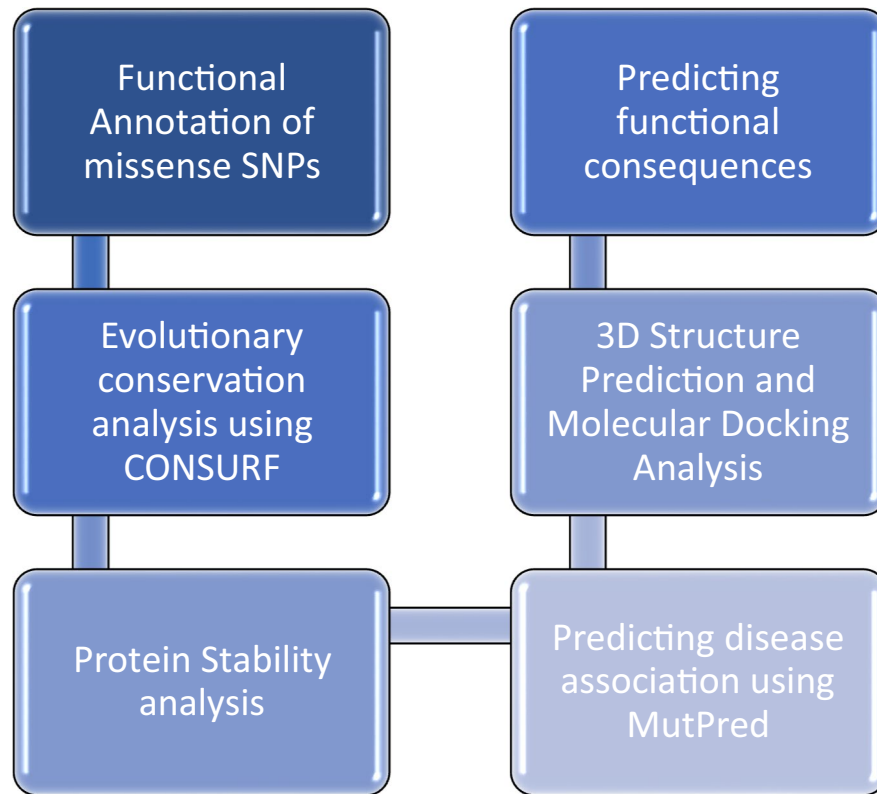 Functional
Annotation of
missense SNPs
Evolutionary
conservation
analysis using
CONSURF
Protein Stability
analysis
Predicting disease
association using
MutPred
3D Structure
Prediction and
Molecular Docking
Analysis
Predicting
functional
consequences